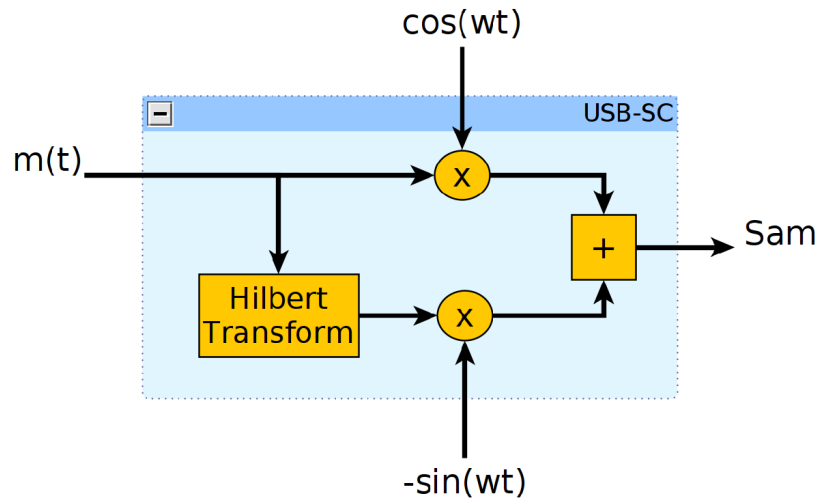 cos(wt)
USB-SC
m(t)
x
Sam
+
Hilbert
Transform
x
-sin(wt)